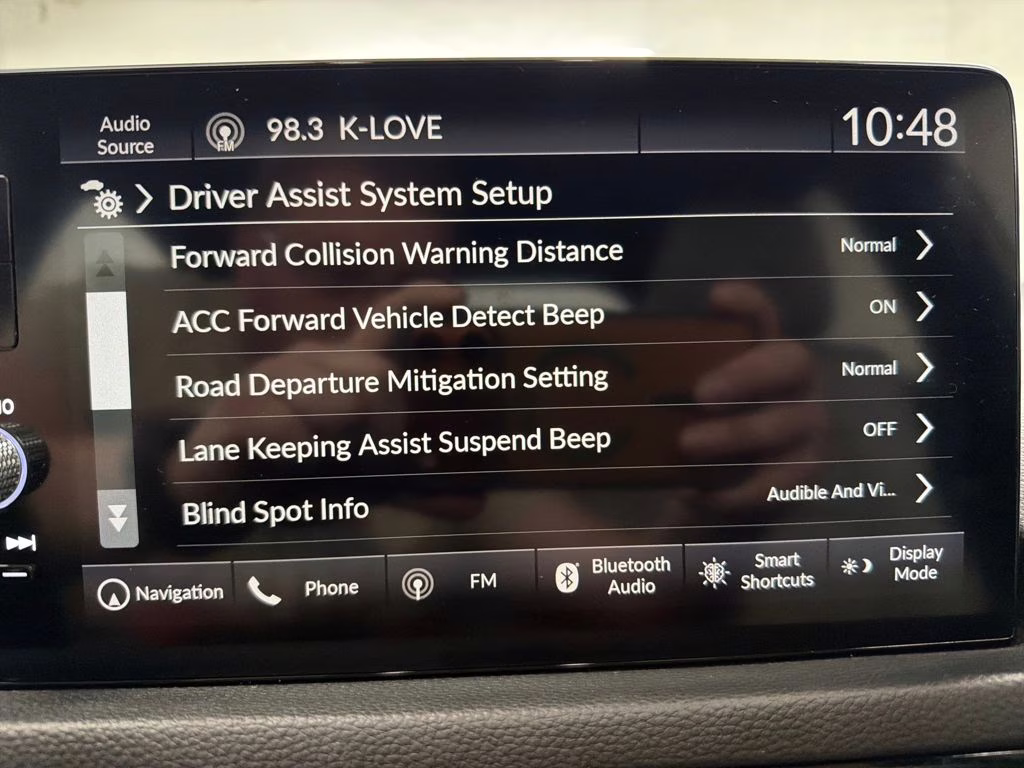 Audio
Source
FM
98.3 K-LOVE
10:48
Driver Assist System Setup
Forward Collision Warning Distance
Normal
ACC Forward Vehicle Detect Beep
ON
Road Departure Mitigation Setting
Normal
Lane Keeping Assist Suspend Beep
OFF
Blind Spot Info
Audible And Vi...
Navigation
Phone
FM
Bluetooth
Audio
Smart
Shortcuts
Display
Mode